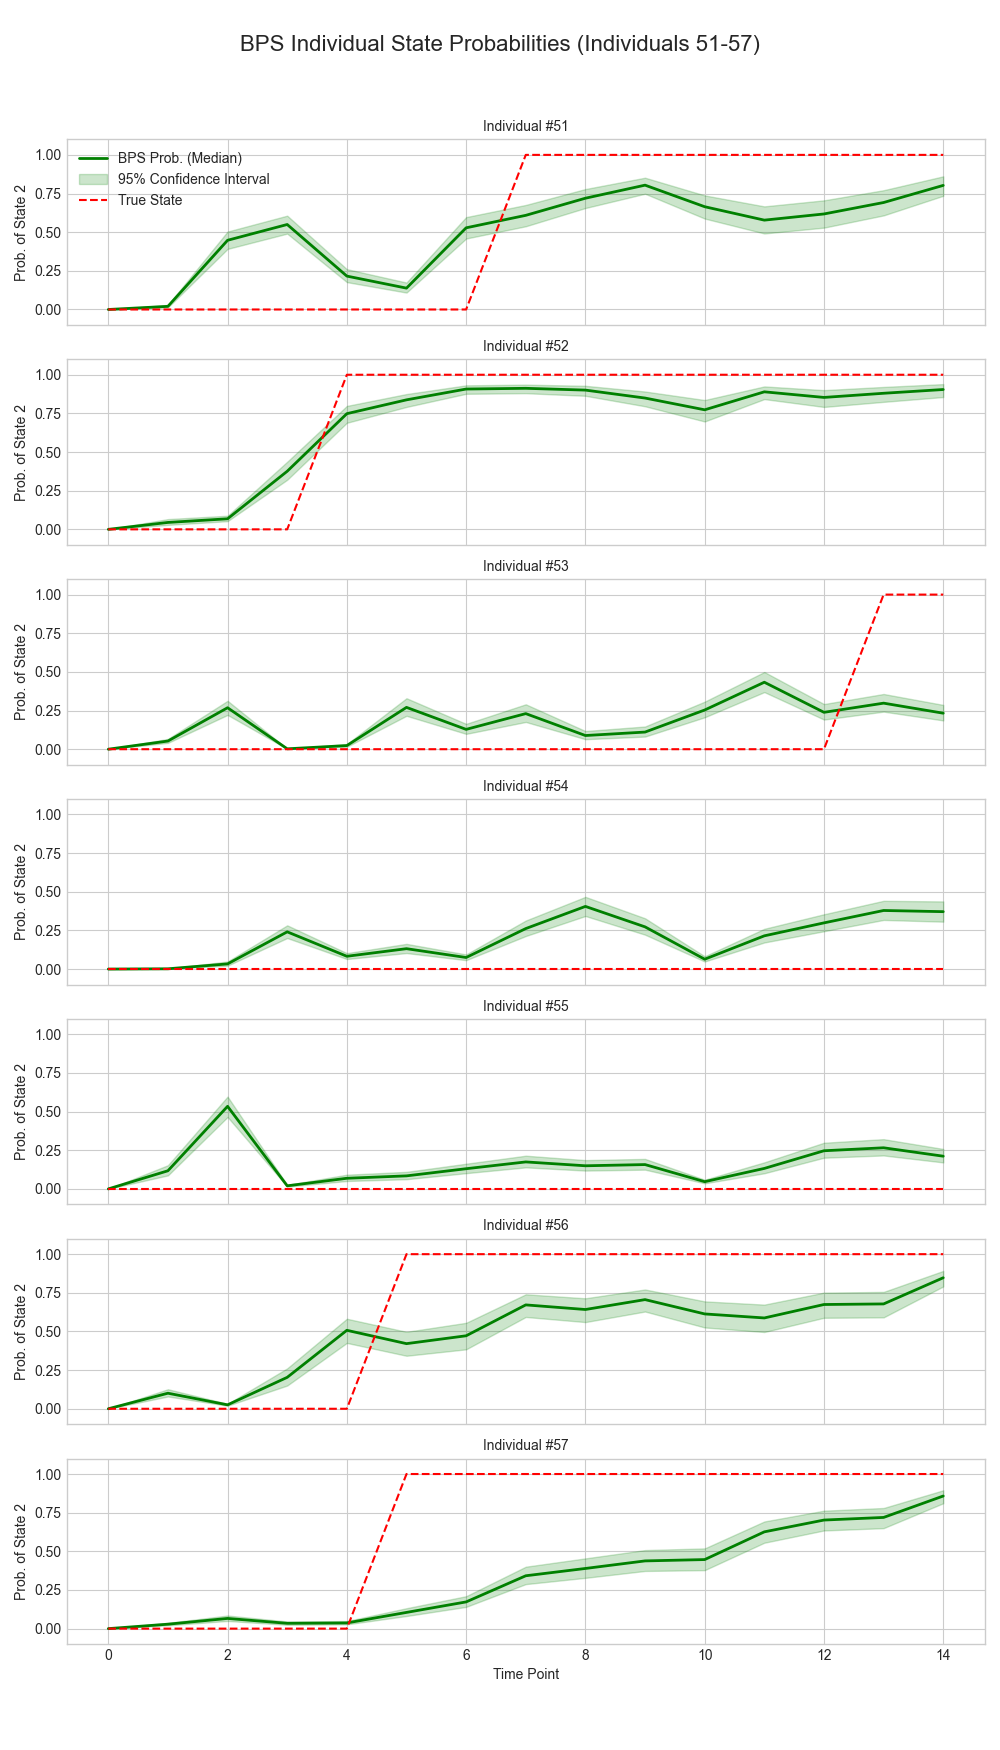 BPS Individual State Probabilities (Individuals 51-57)
Individual #51
Prob. of State 2
1.00
0.75
0.50
0.25
0.00
BPS Prob. (Median)
95% Confidence Interval
True State
Individual #52
Prob. of State 2
1.00
0.75
0.50
0.25
0.00
Individual #53
Prob. of State 2
1.00
0.75
0.50
0.25
0.00
Individual #54
Prob. of State 2
1.00
0.75
0.50
0.25
0.00
Individual #55
Prob. of State 2
1.00
0.75
0.50
0.25
0.00
Individual #56
Prob. of State 2
1.00
0.75
0.50
0.25
0.00
Individual #57
Prob. of State 2
1.00
0.75
0.50
0.25
0.00
0 2 4 6 8 10 12 14
Time Point